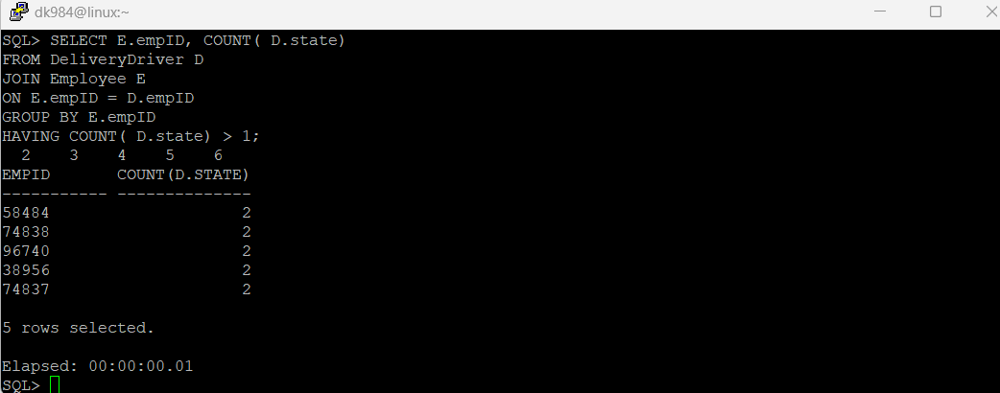 dk984@linux:~
SQL> SELECT E.empID, COUNT( D.state)
FROM DeliveryDriver D
JOIN Employee E
ON E.empID = D.empID
GROUP BY E.empID
HAVING COUNT( D.state) > 1;
  2    3    4    5    6
EMPID       COUNT(D.STATE)
----------- --------------
58484                    2
74838                    2
96740                    2
38956                    2
74837                    2

5 rows selected.

Elapsed: 00:00:00.01
SQL>